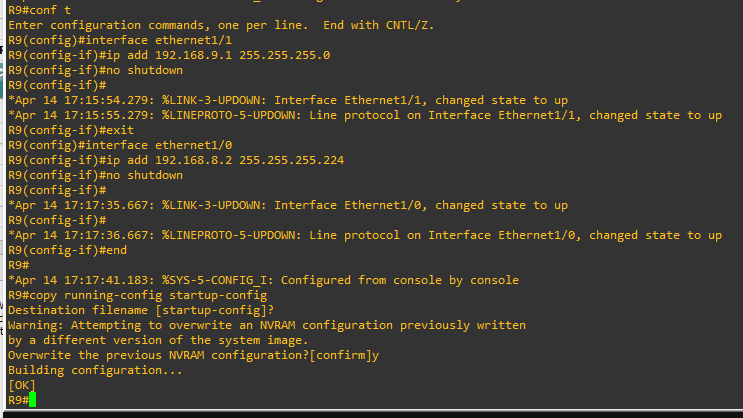 R9#conf t
Enter configuration commands, one per line.  End with CNTL/Z.
R9(config)#interface ethernet1/1
R9(config-if)#ip add 192.168.9.1 255.255.255.0
R9(config-if)#no shutdown
R9(config-if)#
*Apr 14 17:15:54.279: %LINK-3-UPDOWN: Interface Ethernet1/1, changed state to up
*Apr 14 17:15:55.279: %LINEPROTO-5-UPDOWN: Line protocol on Interface Ethernet1/1, changed state to up
R9(config-if)#exit
R9(config)#interface ethernet1/0
R9(config-if)#ip add 192.168.8.2 255.255.255.224
R9(config-if)#no shutdown
R9(config-if)#
*Apr 14 17:17:35.667: %LINK-3-UPDOWN: Interface Ethernet1/0, changed state to up
R9(config-if)#
*Apr 14 17:17:36.667: %LINEPROTO-5-UPDOWN: Line protocol on Interface Ethernet1/0, changed state to up
R9(config-if)#end
R9#
*Apr 14 17:17:41.183: %SYS-5-CONFIG_I: Configured from console by console
R9#copy running-config startup-config
Destination filename [startup-config]?
Warning: Attempting to overwrite an NVRAM configuration previously written
by a different version of the system image.
Overwrite the previous NVRAM configuration?[confirm]y
Building configuration...
[OK]
R9#